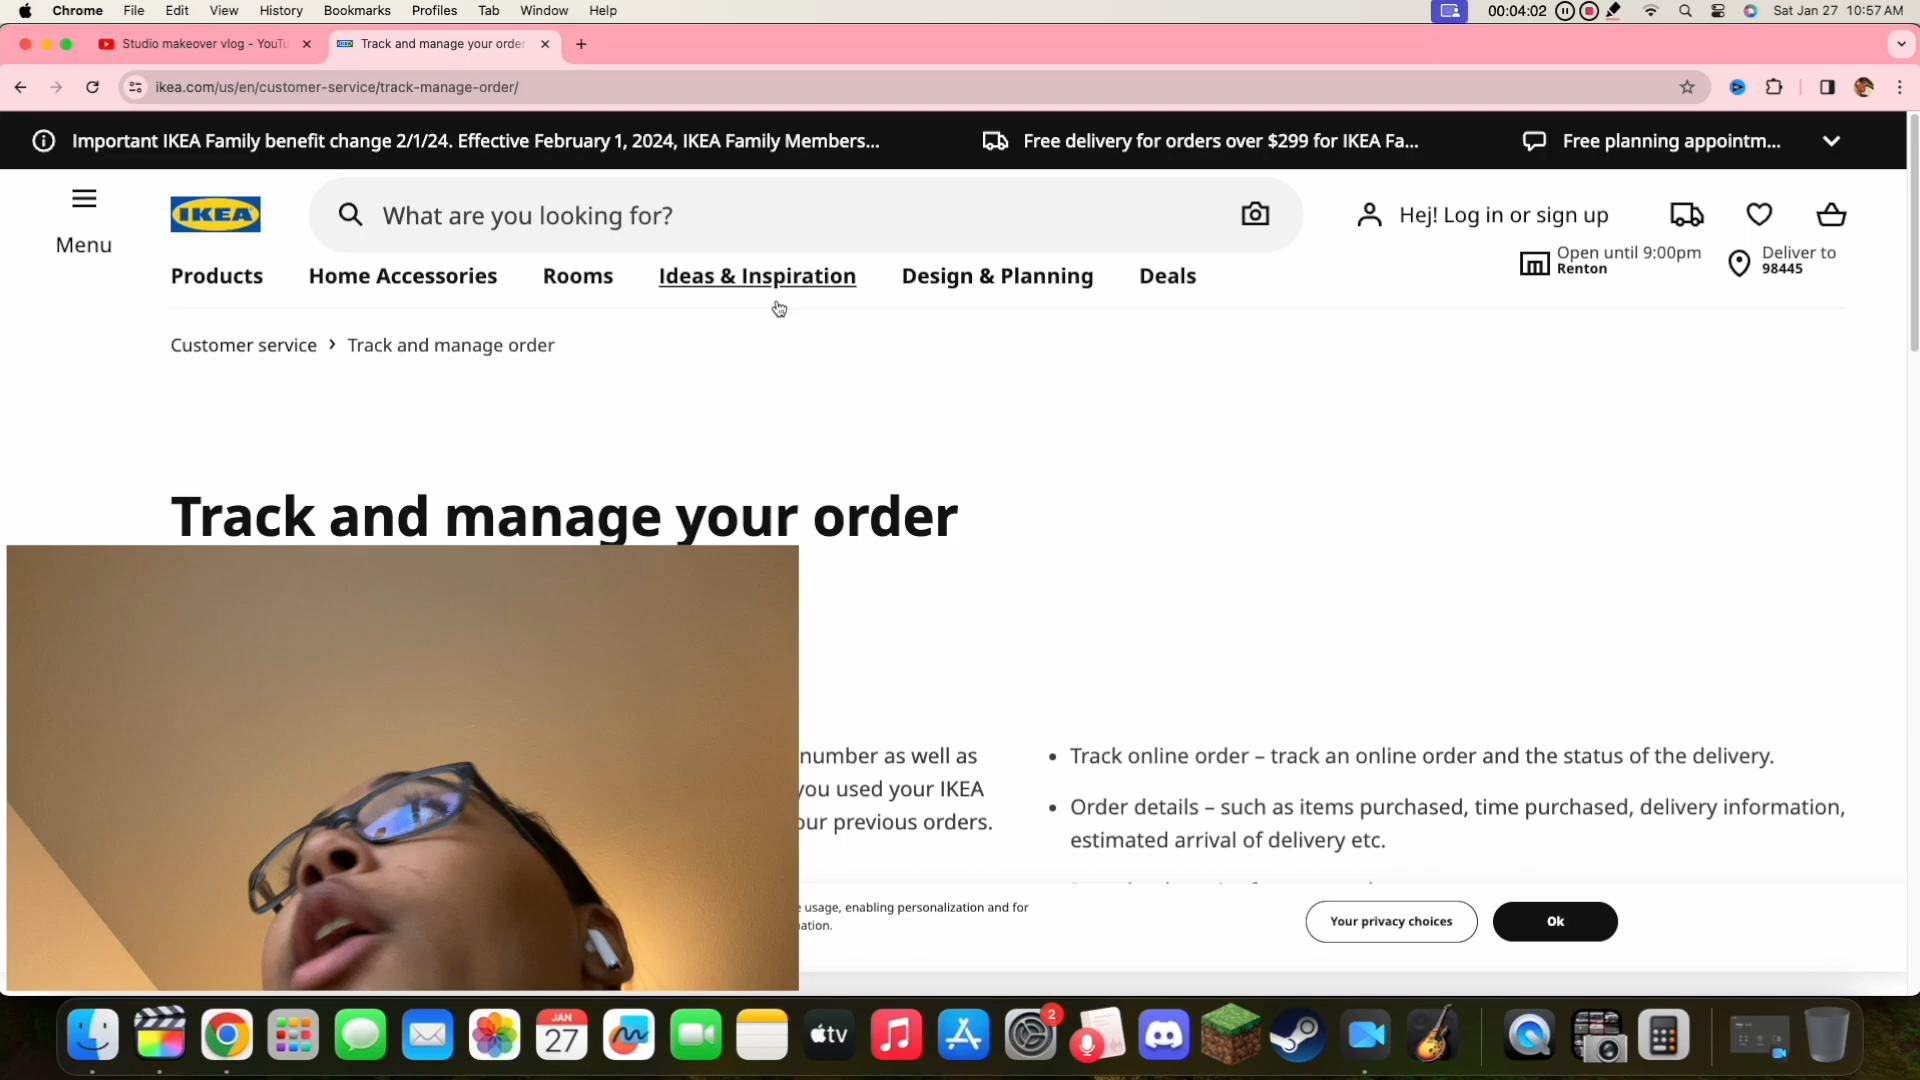 Chrome File Edit View History Bookmarks Profiles Tab Window Help 00:04:02 Sat Jan 27 10:57 AM
Studio makeover vlog - YouTu Track and manage your order
ikea.com/us/en/customer-service/track-manage-order/
Important IKEA Family benefit change 2/1/24. Effective February 1, 2024, IKEA Family Members... Free delivery for orders over $299 for IKEA Fa... Free planning appointm...
Menu
IKEA
What are you looking for?
Hej! Log in or sign up
Open until 9:00pm
Renton
Deliver to
98445
Products Home Accessories Rooms Ideas & Inspiration Design & Planning Deals
Customer service > Track and manage order
Track and manage your order
number as well as
you used your IKEA
our previous orders.
• Track online order – track an online order and the status of the delivery.
• Order details – such as items purchased, time purchased, delivery information,
estimated arrival of delivery etc.
e usage, enabling personalization and for
ation.
Your privacy choices
Ok
JAN
27
tv
2